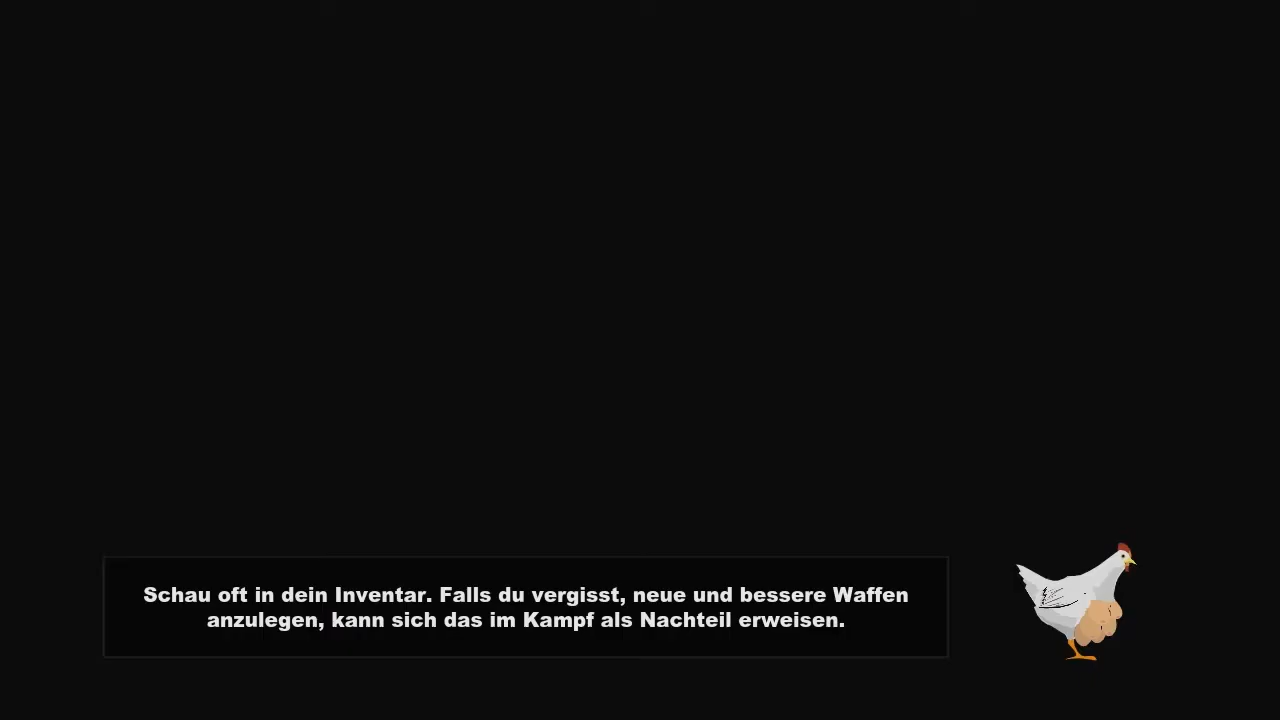 Schau oft in dein Inventar. Falls du vergisst, neue und bessere Waffen
anzulegen, kann sich das im Kampf als Nachteil erweisen.